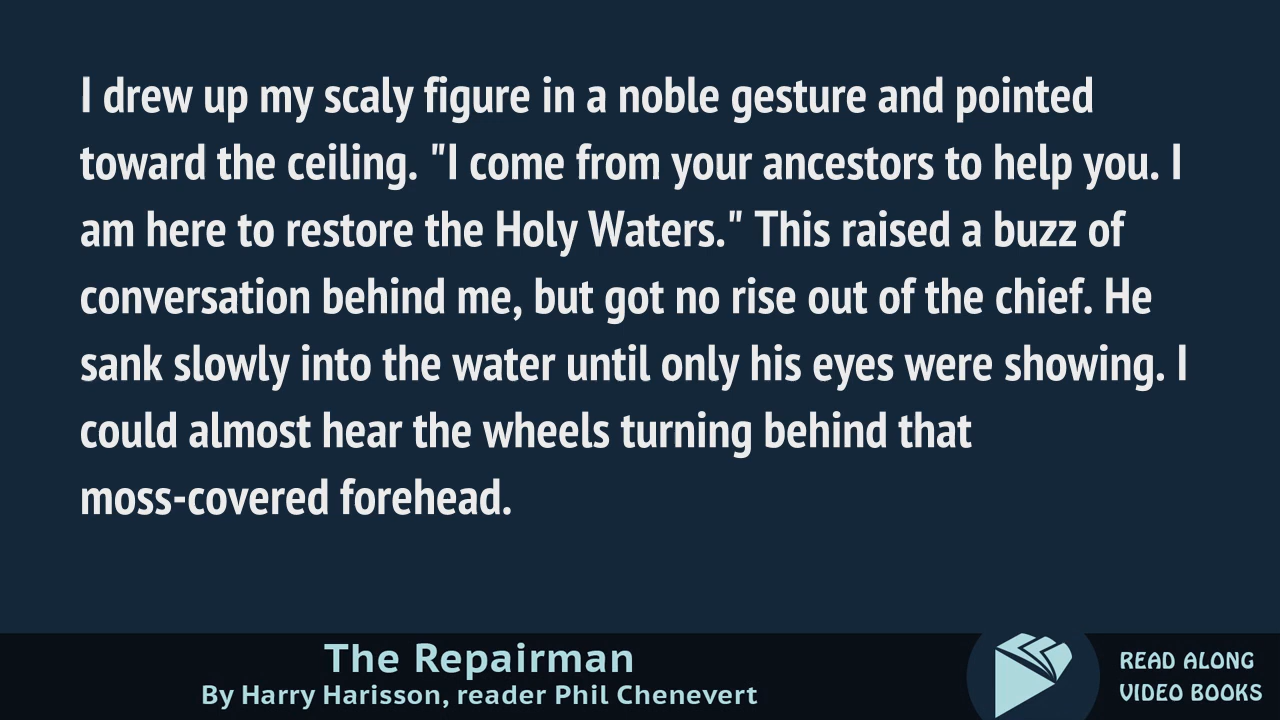 I drew up my scaly figure in a noble gesture and pointed
toward the ceiling. "I come from your ancestors to help you. I
am here to restore the Holy Waters." This raised a buzz of
conversation behind me, but got no rise out of the chief. He
sank slowly into the water until only his eyes were showing. I
could almost hear the wheels turning behind that
moss-covered forehead.
The Repairman
By Harry Harisson, reader Phil Chenevert
READ ALONG
VIDEO BOOKS